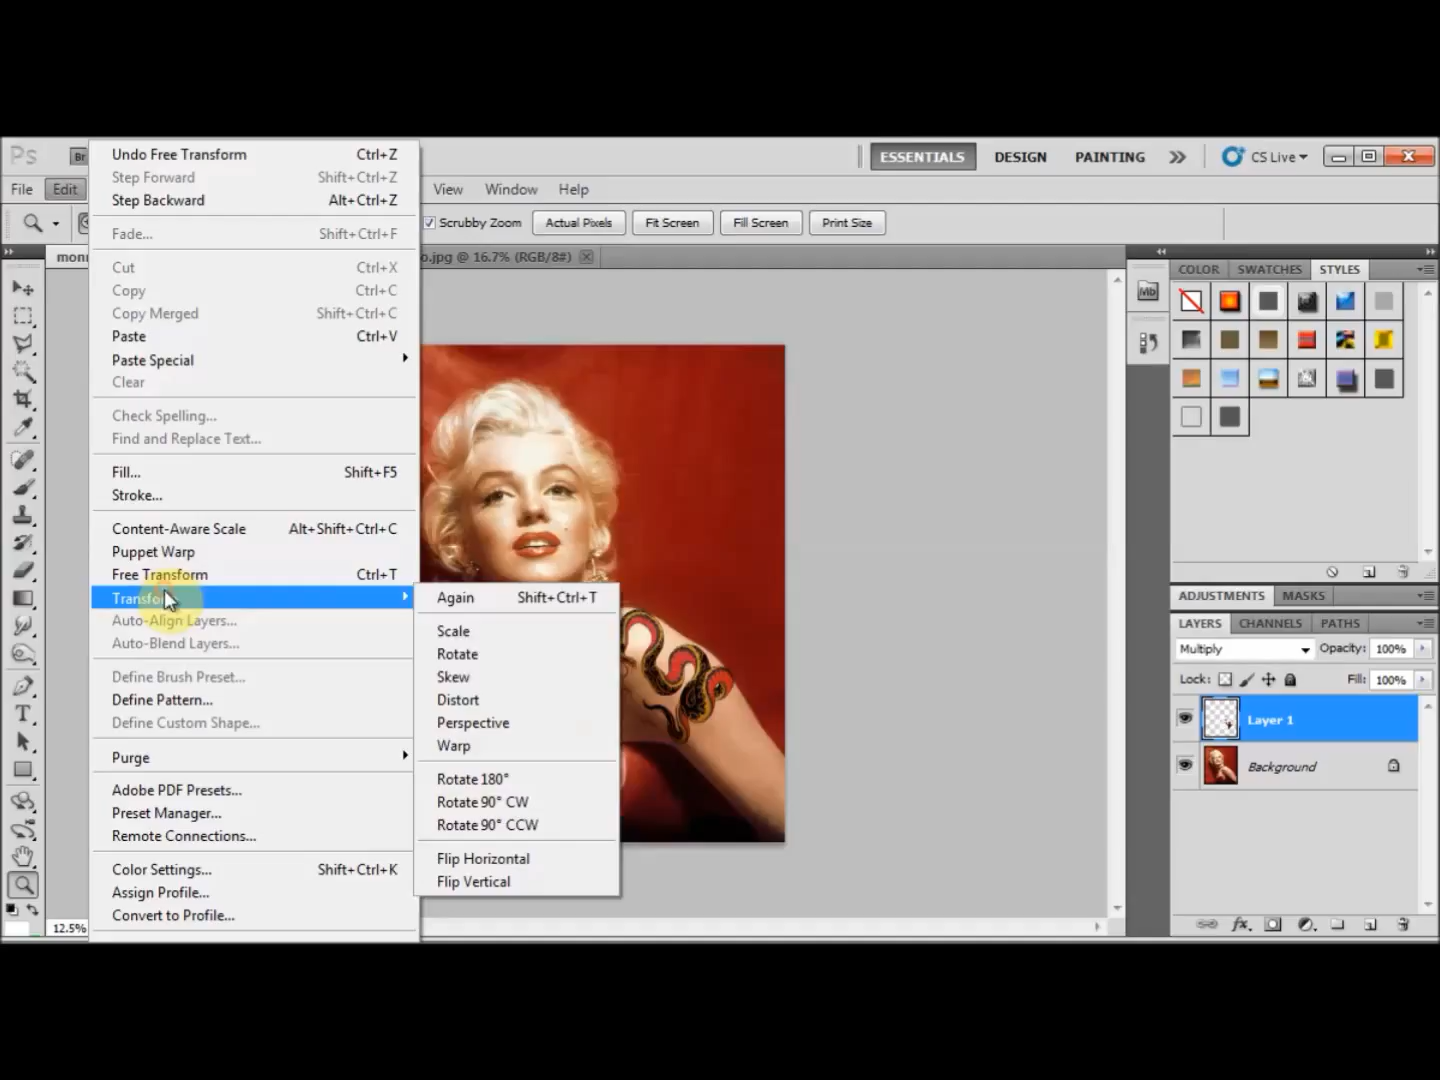 Ps
Br
ESSENTIALS DESIGN PAINTING CS Live
File Edit View Window Help
Scrubby Zoom Actual Pixels Fit Screen Fill Screen Print Size
o.jpg @ 16.7% (RGB/8#)
Undo Free Transform Ctrl+Z
Step Forward Shift+Ctrl+Z
Step Backward Alt+Ctrl+Z
Fade... Shift+Ctrl+F
Cut Ctrl+X
Copy Ctrl+C
Copy Merged Shift+Ctrl+C
Paste Ctrl+V
Paste Special
Clear
Check Spelling...
Find and Replace Text...
Fill... Shift+F5
Stroke...
Content-Aware Scale Alt+Shift+Ctrl+C
Puppet Warp
Free Transform Ctrl+T
Transfo
Auto-Align Layers...
Auto-Blend Layers...
Define Brush Preset...
Define Pattern...
Define Custom Shape...
Purge
Adobe PDF Presets...
Preset Manager...
Remote Connections...
Color Settings... Shift+Ctrl+K
Assign Profile...
Convert to Profile...
Again Shift+Ctrl+T
Scale
Rotate
Skew
Distort
Perspective
Warp
Rotate 180°
Rotate 90° CW
Rotate 90° CCW
Flip Horizontal
Flip Vertical
12.5%
Mb
COLOR SWATCHES STYLES
ADJUSTMENTS MASKS
LAYERS CHANNELS PATHS
Multiply Opacity: 100%
Lock: Fill: 100%
Layer 1
Background